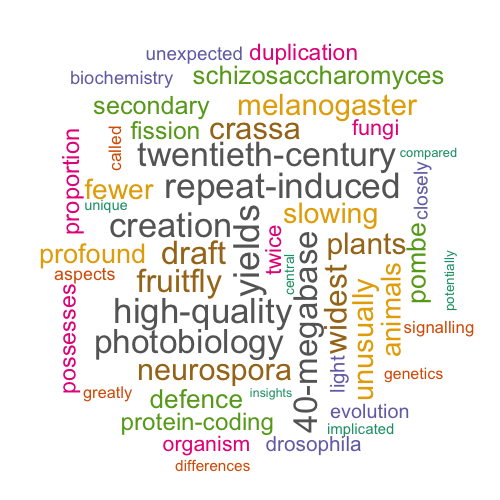 unexpected duplication
biochemistry schizosaccharomyces
secondary melanogaster
proportion called fission crassa fungi
twentieth-century compared
fewer repeat-induced closely
unique creation yields slowing
profound draft twice plants pombe
aspects fruitfly central potentially
possesses high-quality 40-megabase widest unusually animals signalling
photobiology
greatly neurospora insights light genetics
defence evolution
protein-coding implicated
organism drosophila
differences